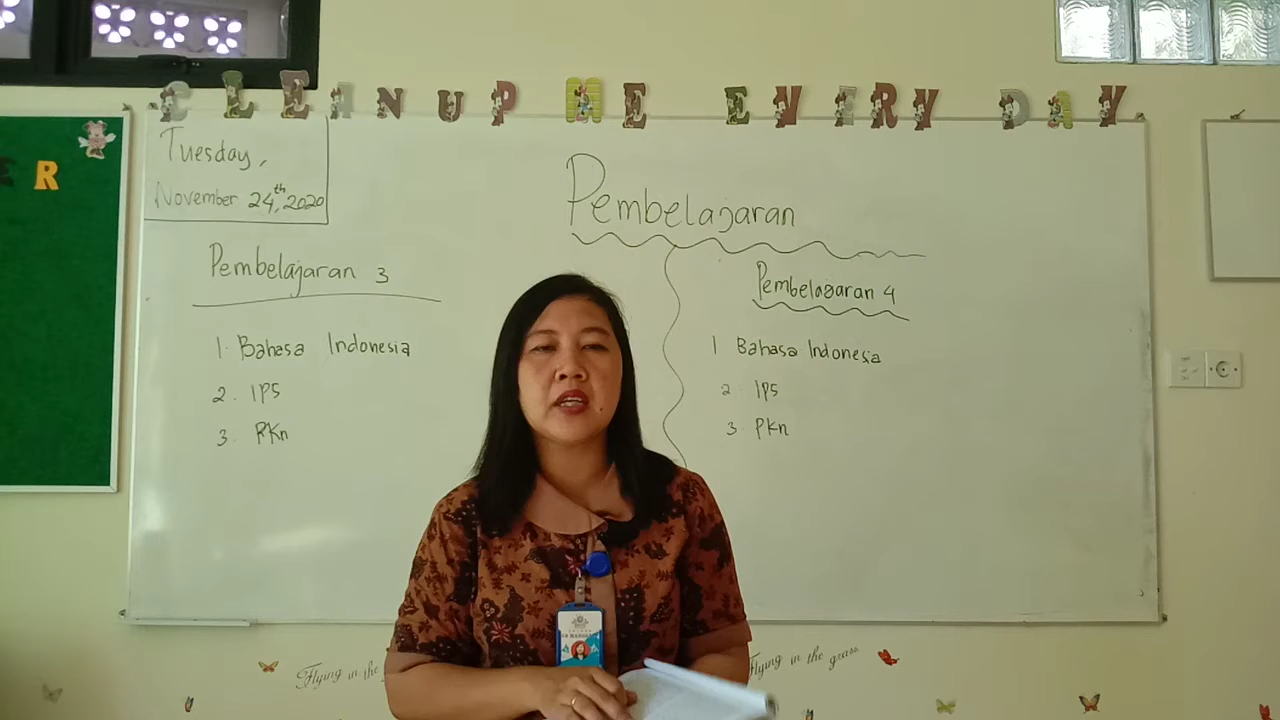 CLEAN UP ME EVERY DAY
ER
Tuesday,
November 24th, 2020
Pembelajaran
Pembelajaran 3
1. Bahasa Indonesia
2. IPS
3. PKn
Pembelajaran 4
1 Bahasa Indonesia
2 IPS
3. PKn
Flying in the
Flying in the grass